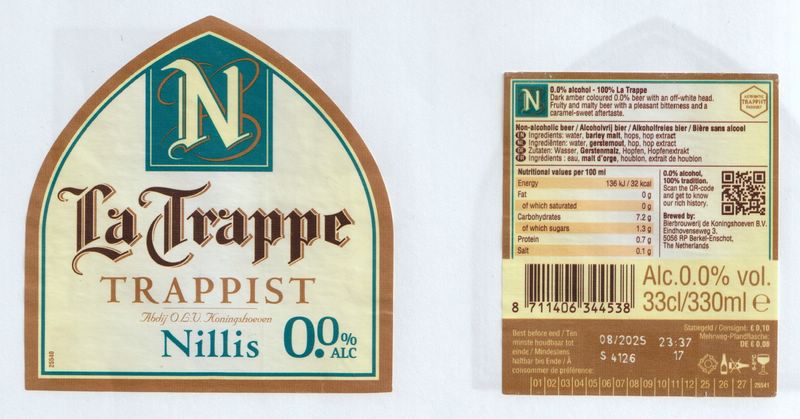 N
La Trappe
TRAPPIST
Abdij O.L.V. Koningshoeven
Nillis 0.0% ALC
25540
N
0.0% alcohol - 100% La Trappe
Dark amber coloured 0.0% beer with an off-white head.
Fruity and malty beer with a pleasant bitterness and a
caramel-sweet aftertaste.
AUTHENTIC
TRAPPIST
PRODUCT
Non-alcoholic beer / Alcoholvrij bier / Alkoholfreies bier / Bière sans alcool
Ingredients: water, barley malt, hops, hop extract
Ingrediënten: water, gerstemout, hop, hop extract
Zutaten: Wasser, Gerstenmalz, Hopfen, Hopfenextrakt
Ingrédients : eau, malt d'orge, houblon, extrait de houblon
Nutritional values per 100 ml
Energy 136 kJ / 32 kcal
Fat 0 g
of which saturated 0 g
Carbohydrates 7.2 g
of which sugars 1.3 g
Protein 0.7 g
Salt 0.1 g
0.0% alcohol,
100% tradition.
Scan the QR-code
and get to know
our rich history.
Brewed by:
Bierbrouwerij de Koningshoeven B.V.
Eindhovenseweg 3,
5056 RP Berkel-Enschot,
The Netherlands
8 711406 344538
Alc.0.0% vol.
33cl/330ml e
Best before end / Ten
minste houdbaar tot
einde / Mindestens
haltbar bis Ende / À
consommer de préférence:
08/2025 23:37
S 4126 17
Statiegeld / Consigne: € 0,10
Mehrweg-Pfandflasche:
DE € 0,08
01 02 03 04 05 06 07 08 09 10 11 12 25 26 27 25541